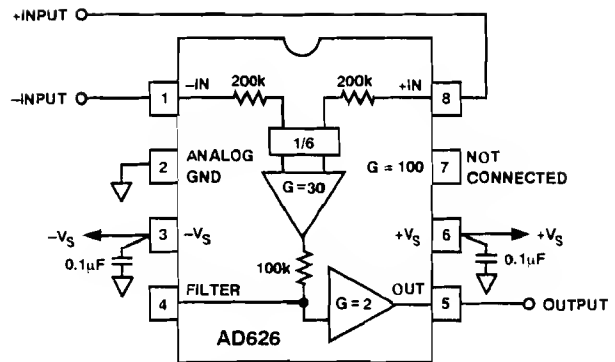 +INPUT
–INPUT
200k
200k
1
–IN
+IN
8
1/6
2
ANALOG
GND
G = 30
G = 100
7
NOT
CONNECTED
–VS
3
–VS
+VS
6
+VS
0.1µF
0.1µF
100k
4
FILTER
G = 2
OUT
5
OUTPUT
AD626